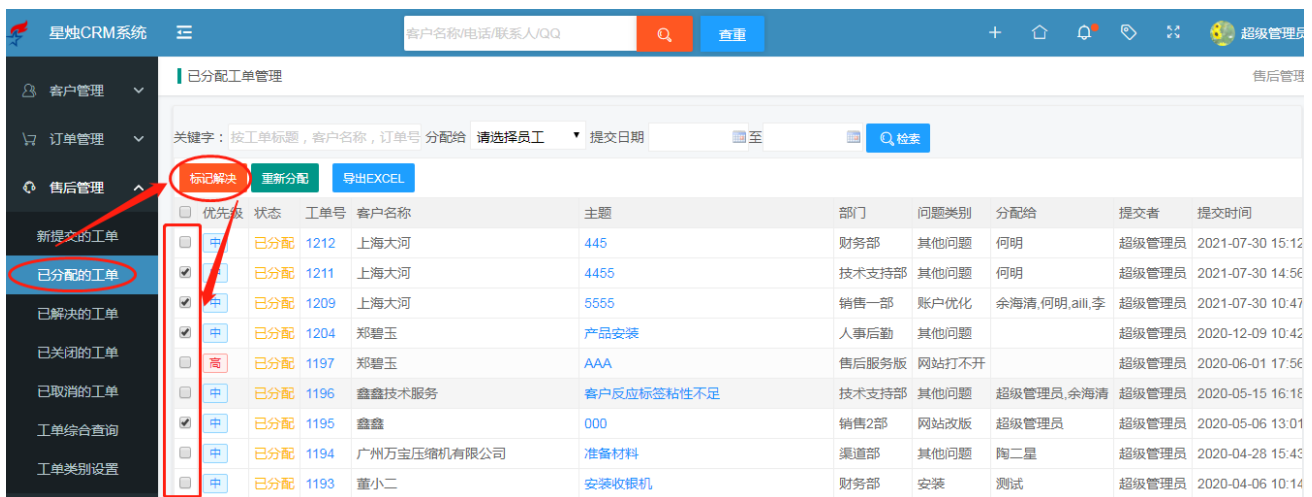 星烛CRM系统 客户名称/电话/联系人/QQ 查重 超级管理员
已分配工单管理 售后管理
客户管理
订单管理
售后管理
新提交的工单
已分配的工单
已解决的工单
已关闭的工单
已取消的工单
工单综合查询
工单类别设置
关键字： 按工单标题，客户名称，订单号 分配给 请选择员工 提交日期 至 检索
标记解决 重新分配 导出EXCEL
优先级 状态 工单号 客户名称 主题 部门 问题类别 分配给 提交者 提交时间
中 已分配 1212 上海大河 445 财务部 其他问题 何明 超级管理员 2021-07-30 15:12
中 已分配 1211 上海大河 4455 技术支持部 其他问题 何明 超级管理员 2021-07-30 14:56
中 已分配 1209 上海大河 5555 销售一部 账户优化 余海清,何明,aili,李 超级管理员 2021-07-30 10:47
中 已分配 1204 郑碧玉 产品安装 人事后勤 其他问题 超级管理员 2020-12-09 10:42
高 已分配 1197 郑碧玉 AAA 售后服务版 网站打不开 超级管理员 2020-06-01 17:56
中 已分配 1196 鑫鑫技术服务 客户反应标签粘性不足 技术支持部 其他问题 超级管理员,余海清 超级管理员 2020-05-15 16:18
中 已分配 1195 鑫鑫 000 销售2部 网站改版 超级管理员 超级管理员 2020-05-06 13:01
中 已分配 1194 广州万宝压缩机有限公司 准备材料 渠道部 其他问题 陶二星 超级管理员 2020-04-28 15:43
中 已分配 1193 董小二 安装收银机 财务部 安装 测试 超级管理员 2020-04-06 10:14